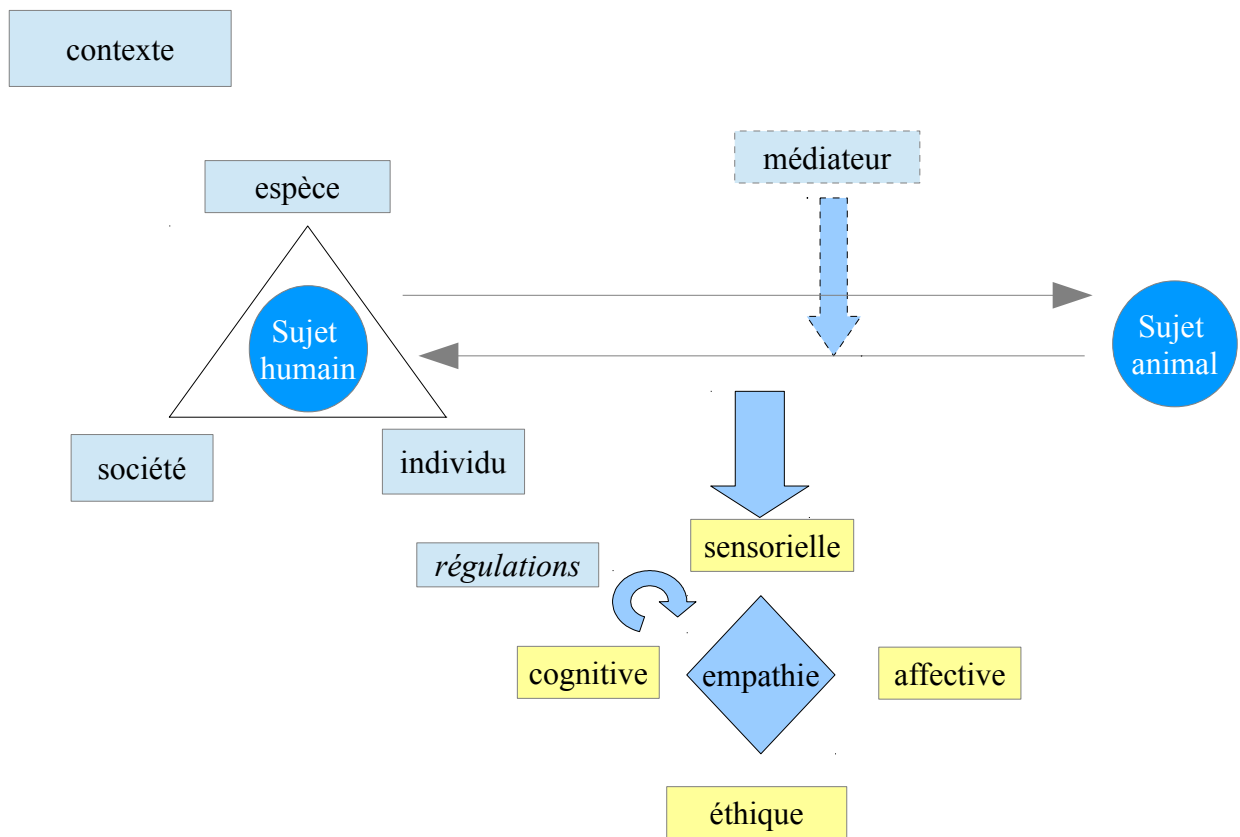 contexte
médiateur
espèce
Sujet
humain
Sujet
animal
société
individu
sensorielle
régulations
cognitive
empathie
affective
éthique